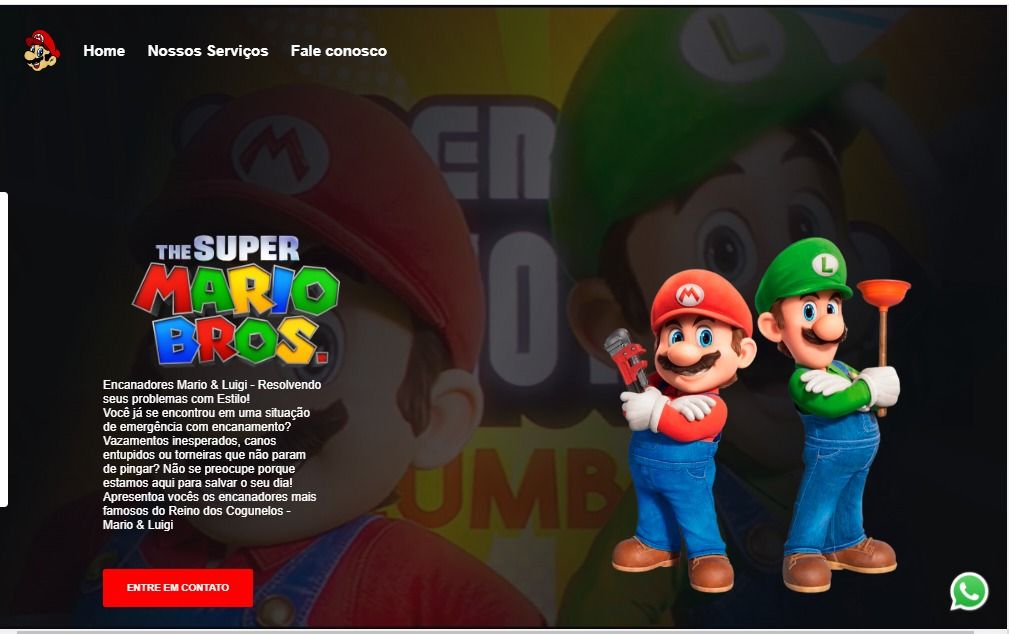 Home Nossos Serviços Fale conosco
THE SUPER
MARIO
BROS.
Encanadores Mario & Luigi - Resolvendo
seus problemas com Estilo!
Você já se encontrou em uma situação
de emergência com encanamento?
Vazamentos inesperados, canos
entupidos ou torneiras que não param
de pingar? Não se preocupe porque
estamos aqui para salvar o seu dia!
Apresentoa vocês os encanadores mais
famosos do Reino dos Cogunelos -
Mario & Luigi
ENTRE EM CONTATO
M
L
M
L
UMB